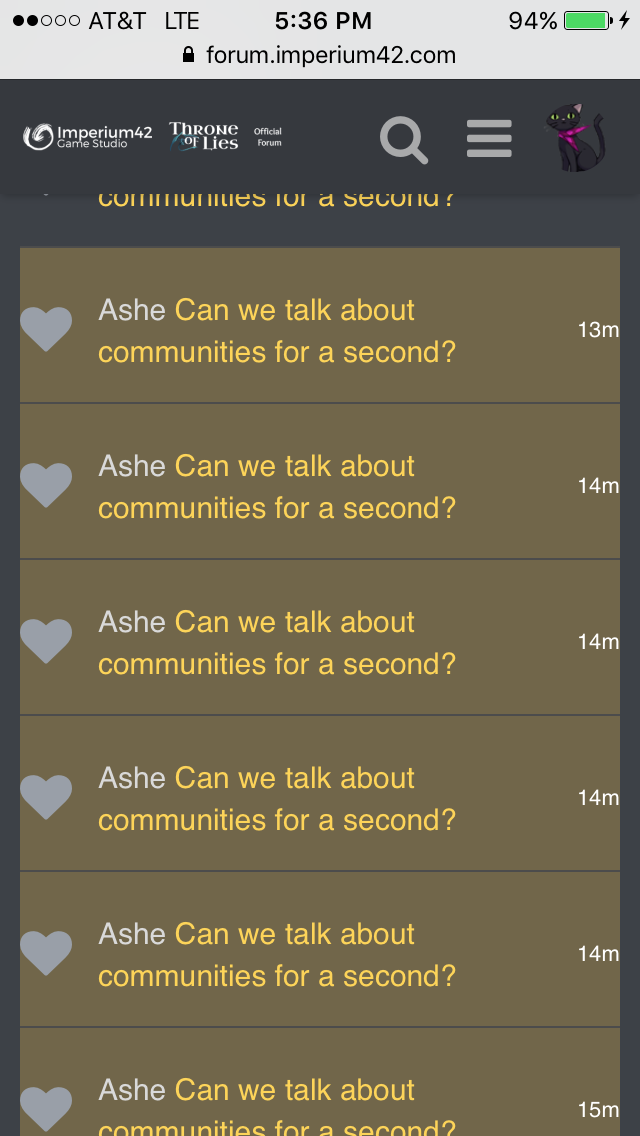 AT&T LTE 5:36 PM 94%
forum.imperium42.com
Imperium42
Game Studio
THRONE
OF LIES
Official
Forum
communities for a second?
Ashe Can we talk about
communities for a second?
13m
Ashe Can we talk about
communities for a second?
14m
Ashe Can we talk about
communities for a second?
14m
Ashe Can we talk about
communities for a second?
14m
Ashe Can we talk about
communities for a second?
14m
Ashe Can we talk about
communities for a second?
15m